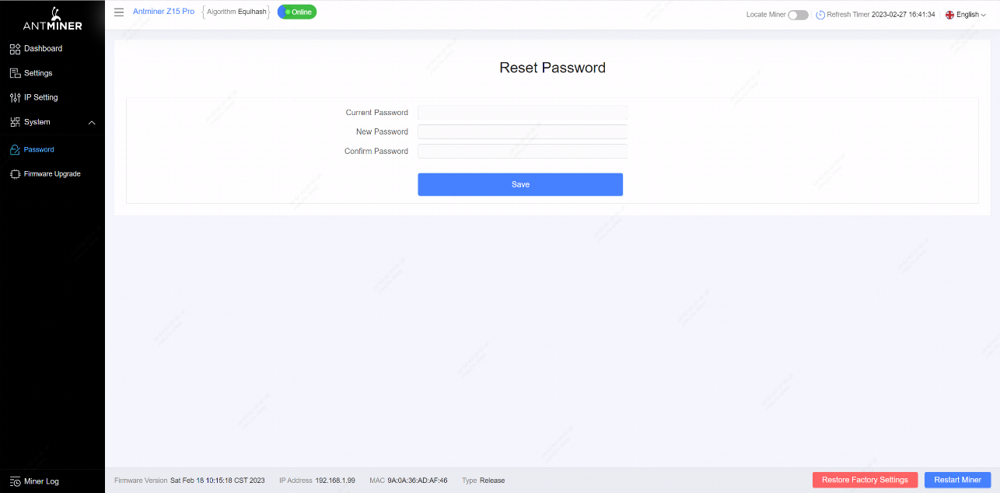 ANTMINER
Dashboard
Settings
IP Setting
System
Password
Firmware Upgrade
Miner Log
Antminer Z15 Pro Algorithm Equihash Online
Locate Miner Refresh Timer 2023-02-27 16:41:34 English
Reset Password
Current Password
New Password
Confirm Password
Save
Firmware Version Sat Feb 18 10:15:18 CST 2023 IP Address 192.168.1.99 MAC 9A:0A:36:AD:AF:46 Type Release
Restore Factory Settings Restart Miner